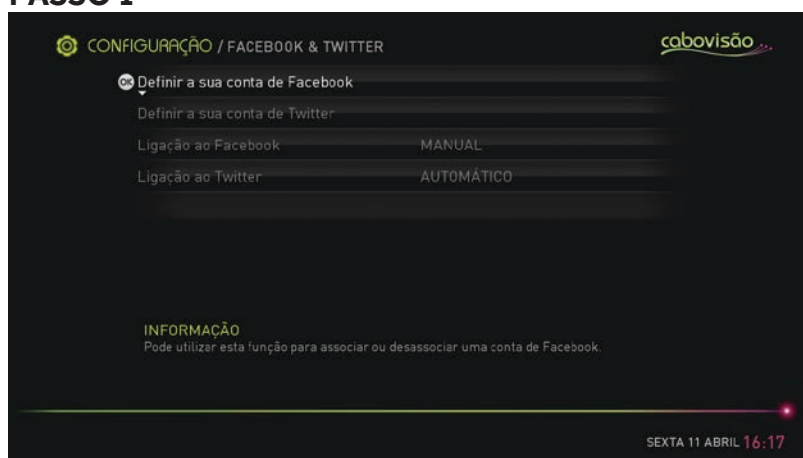 PASSO 1
CONFIGURAÇÃO / FACEBOOK & TWITTER
cabovisão
OK Definir a sua conta de Facebook
Definir a sua conta de Twitter
Ligação ao Facebook MANUAL
Ligação ao Twitter AUTOMÁTICO
INFORMAÇÃO
Pode utilizar esta função para associar ou desassociar uma conta de Facebook.
SEXTA 11 ABRIL 16:17